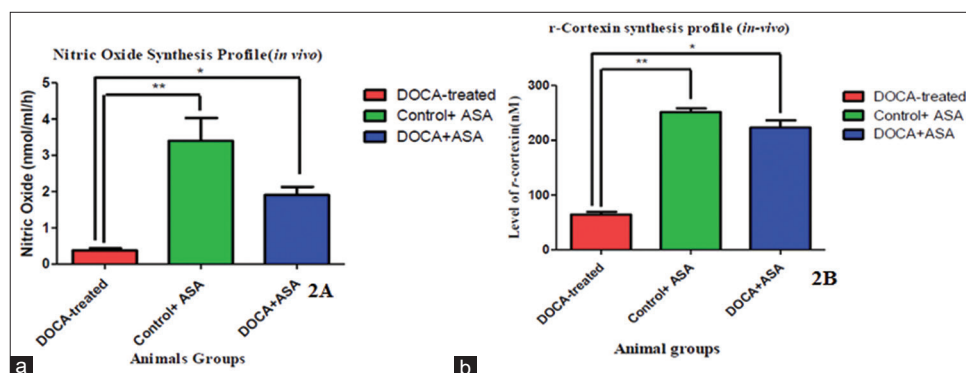 Nitric Oxide Synthesis Profile(in vivo)
*
**
5
4
3
2
1
0
Nitric Oxide (nmol/ml/h)
DOCA-treated
Control+ ASA
DOCA+ASA
DOCA-treated
Control+ ASA
DOCA+ASA
2A
Animals Groups
a
r-Cortexin synthesis profile (in-vivo)
*
**
300
200
100
0
Level of r-cortexin(nM)
DOCA-treated
Control+ ASA
DOCA+ASA
DOCA-treated
Control+ ASA
DOCA+ASA
2B
Animal groups
b